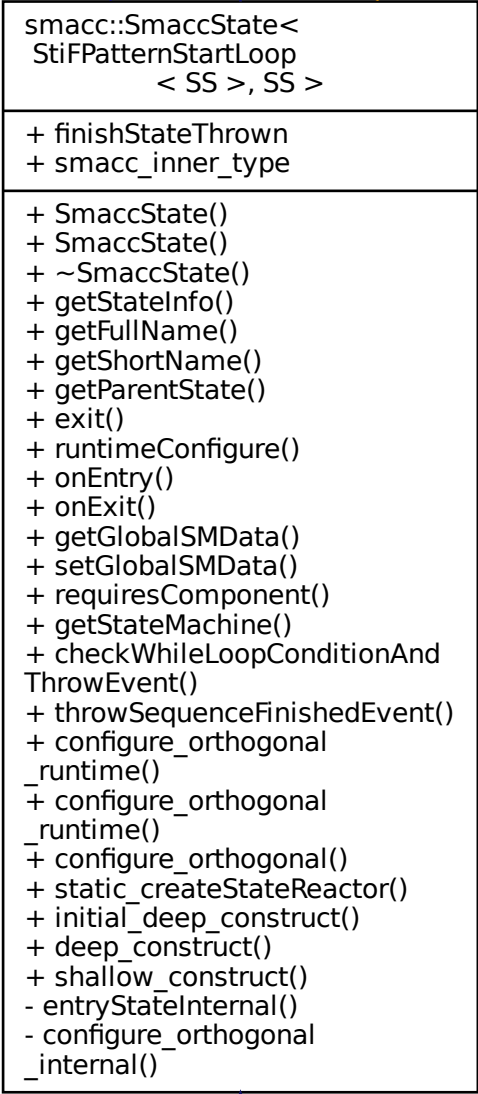 smacc::SmaccState<
StiFPatternStartLoop
< SS >, SS >
+ finishStateThrown
+ smacc_inner_type
+ SmaccState()
+ SmaccState()
+ ~SmaccState()
+ getStateInfo()
+ getFullName()
+ getShortName()
+ getParentState()
+ exit()
+ runtimeConfigure()
+ onEntry()
+ onExit()
+ getGlobalSMData()
+ setGlobalSMData()
+ requiresComponent()
+ getStateMachine()
+ checkWhileLoopConditionAnd
ThrowEvent()
+ throwSequenceFinishedEvent()
+ configure_orthogonal
_runtime()
+ configure_orthogonal
_runtime()
+ configure_orthogonal()
+ static_createStateReactor()
+ initial_deep_construct()
+ deep_construct()
+ shallow_construct()
- entryStateInternal()
- configure_orthogonal
_internal()